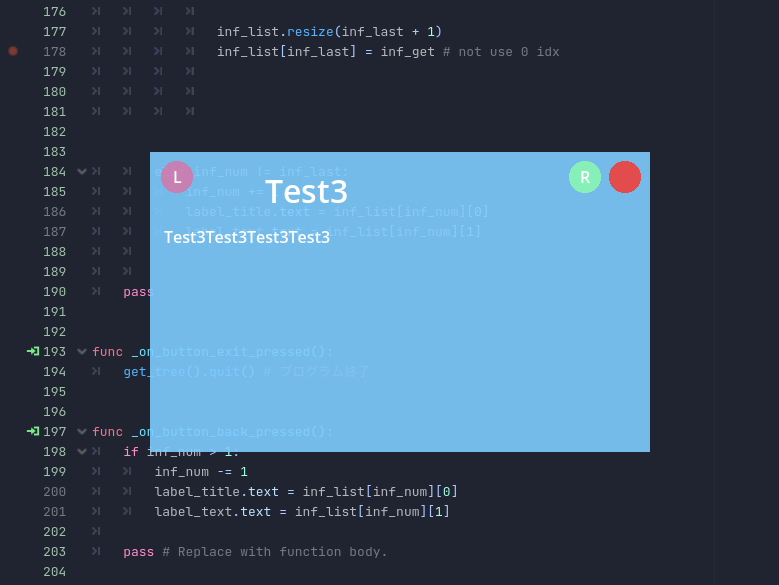 176
177 inf_list.resize(inf_last + 1)
178 inf_list[inf_last] = inf_get # not use 0 idx
179
180
181
182
183
184 inf_num != inf_last:
L
R
185 inf_num +=
Test3
186 label_title.text = inf_list[inf_num][0]
187 label_text.text = inf_list[inf_num][1]
Test3Test3Test3Test3
188
189
190 pass
191
192
193 func _on_button_exit_pressed():
194 get_tree().quit() # プログラム終了
195
196
197 func _on_button_back_pressed():
198 if inf_num > 1:
199 inf_num -= 1
200 label_title.text = inf_list[inf_num][0]
201 label_text.text = inf_list[inf_num][1]
202
203 pass # Replace with function body.
204